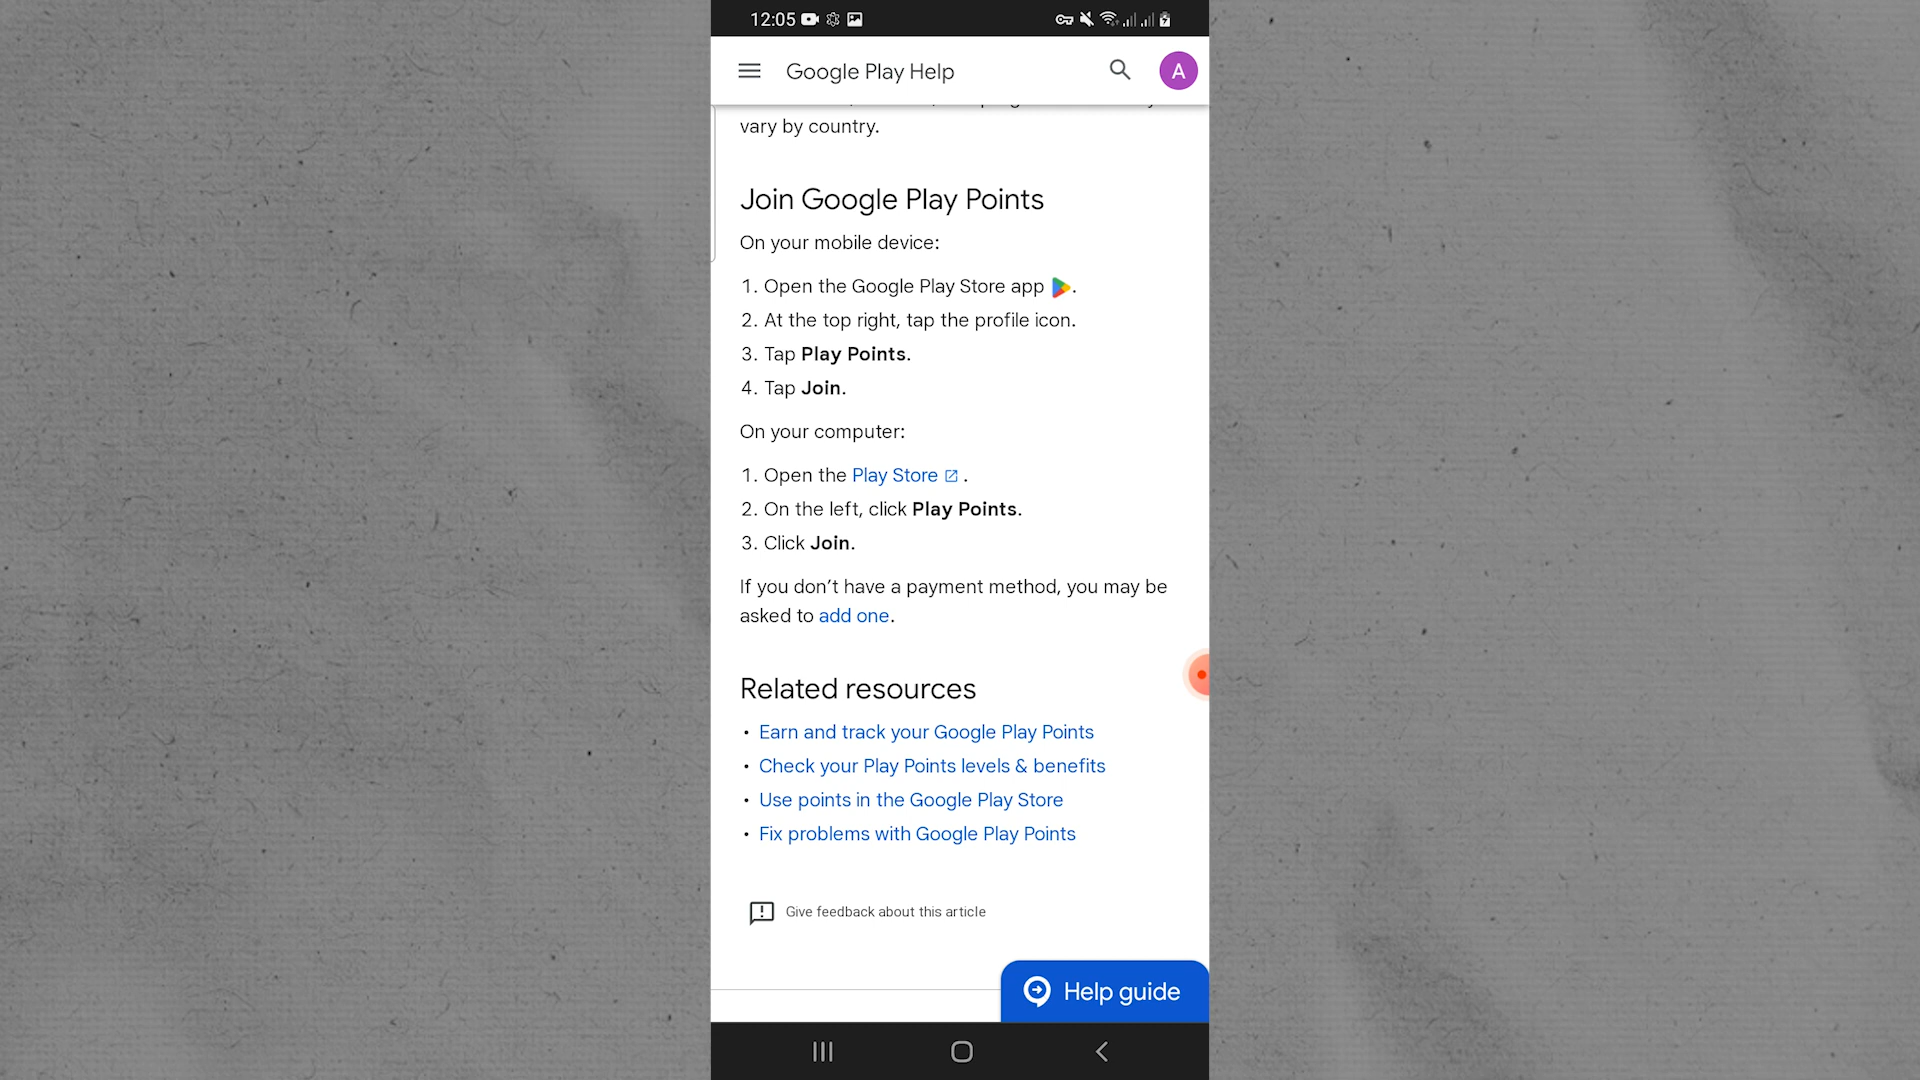 12:05
Google Play Help
A
vary by country.
Join Google Play Points
On your mobile device:
1. Open the Google Play Store app .
2. At the top right, tap the profile icon.
3. Tap Play Points.
4. Tap Join.
On your computer:
1. Open the Play Store .
2. On the left, click Play Points.
3. Click Join.
If you don’t have a payment method, you may be
asked to add one.
Related resources
• Earn and track your Google Play Points
• Check your Play Points levels & benefits
• Use points in the Google Play Store
• Fix problems with Google Play Points
Give feedback about this article
Help guide